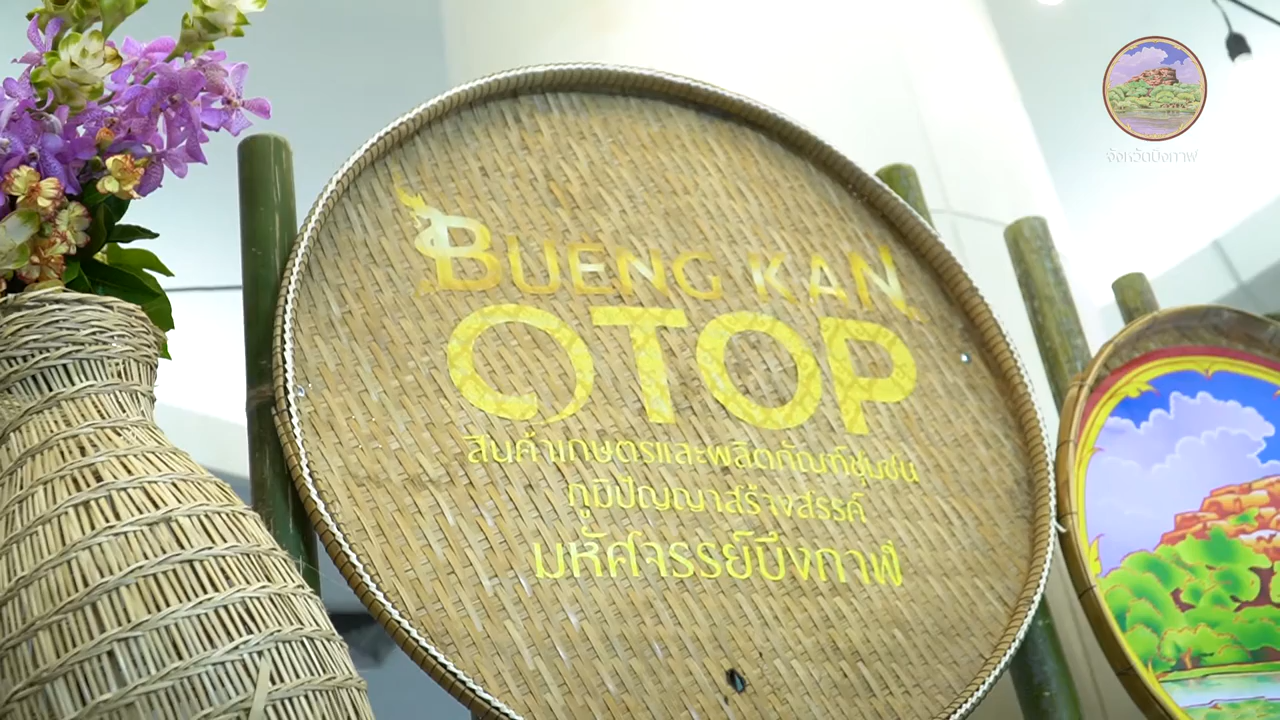 จังหวัดบึงกาฬ
BUENG KAN
OTOP
สินค้าเกษตรและผลิตภัณฑ์ชุมชน
ภูมิปัญญาสร้างสรรค์
มหัศจรรย์บึงกาฬ